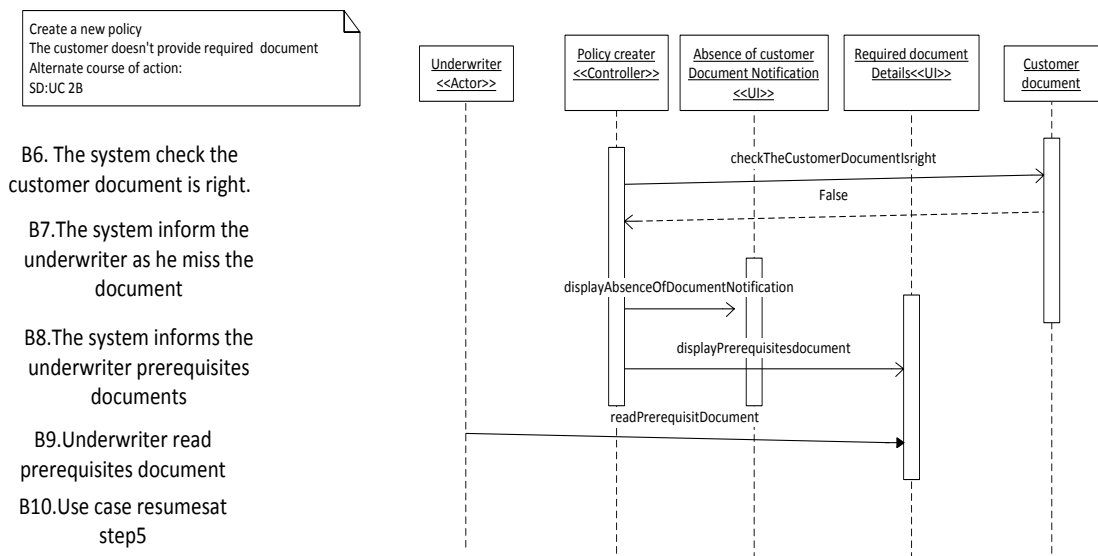 Create a new policy
The customer doesn't provide required  document
Alternate course of action:
SD:UC 2B
Underwriter
<<Actor>>
Policy creater
<<Controller>>
Absence of customer
Document Notification
<<UI>>
Required document
Details<<UI>>
Customer
document
B6. The system check the
customer document is right.
checkTheCustomerDocumentIsright
False
B7.The system inform the
underwriter as he miss the
document
displayAbsenceOfDocumentNotification
B8.The system informs the
underwriter prerequisites
documents
displayPrerequisitesdocument
readPrerequisitDocument
B9.Underwriter read
prerequisites document
B10.Use case resumesat
step5